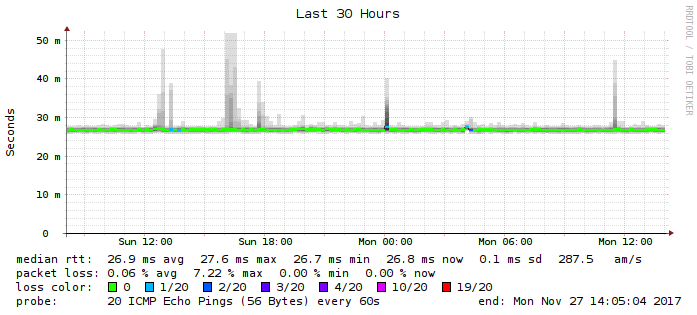 Last 30 Hours
RRDTOOL / TOBI OETIKER
Seconds
50 m
40 m
30 m
20 m
10 m
0
Sun 12:00 Sun 18:00 Mon 00:00 Mon 06:00 Mon 12:00
median rtt: 26.9 ms avg 27.6 ms max 26.7 ms min 26.8 ms now 0.1 ms sd 287.5 am/s
packet loss: 0.06 % avg 7.22 % max 0.00 % min 0.00 % now
loss color: 0 1/20 2/20 3/20 4/20 10/20 19/20
probe: 20 ICMP Echo Pings (56 Bytes) every 60s end: Mon Nov 27 14:05:04 2017